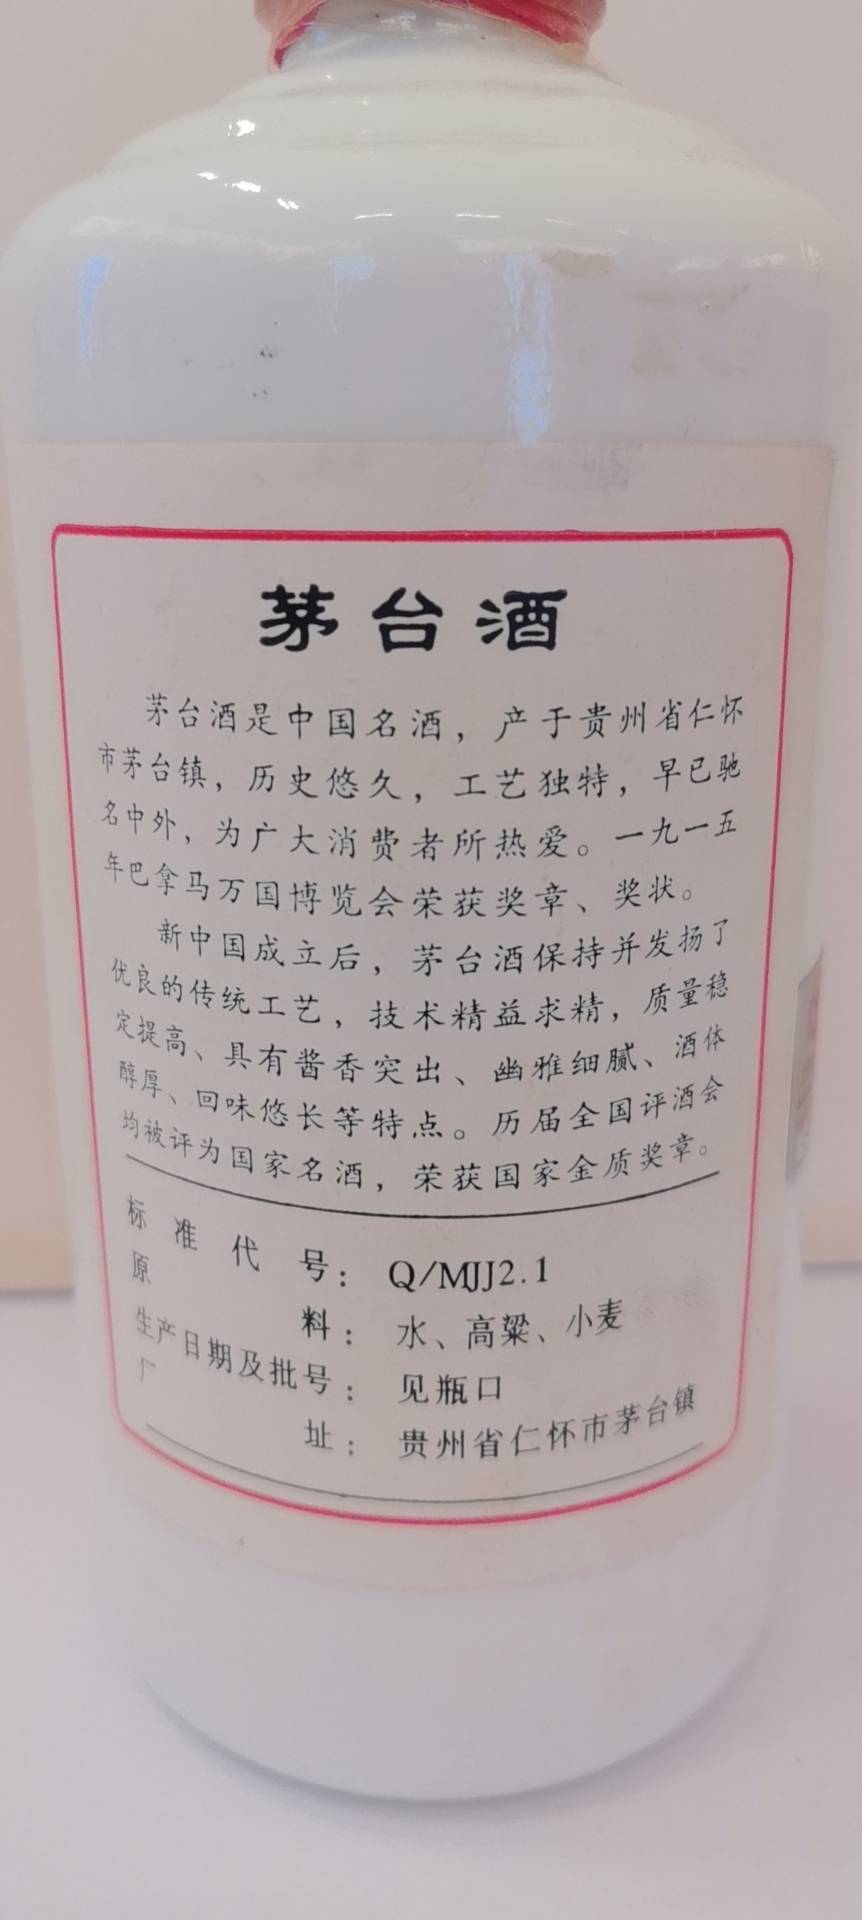 茅台酒
茅台酒是中国名酒，产于贵州省仁怀
市茅台镇，历史悠久，工艺独特，早已驰
名中外，为广大消费者所热爱。一九一五
年巴拿马万国博览会荣获奖章、奖状。
新中国成立后，茅台酒保持并发扬了
优良的传统工艺，技术精益求精，质量稳
定提高、具有酱香突出、幽雅细腻、酒体
醇厚、回味悠长等特点。历届全国评酒会
均被评为国家名酒，荣获国家金质奖章。
标准代号：Q/MJJ2.1
原料：水、高粱、小麦
生产日期及批号：见瓶口
厂址：贵州省仁怀市茅台镇